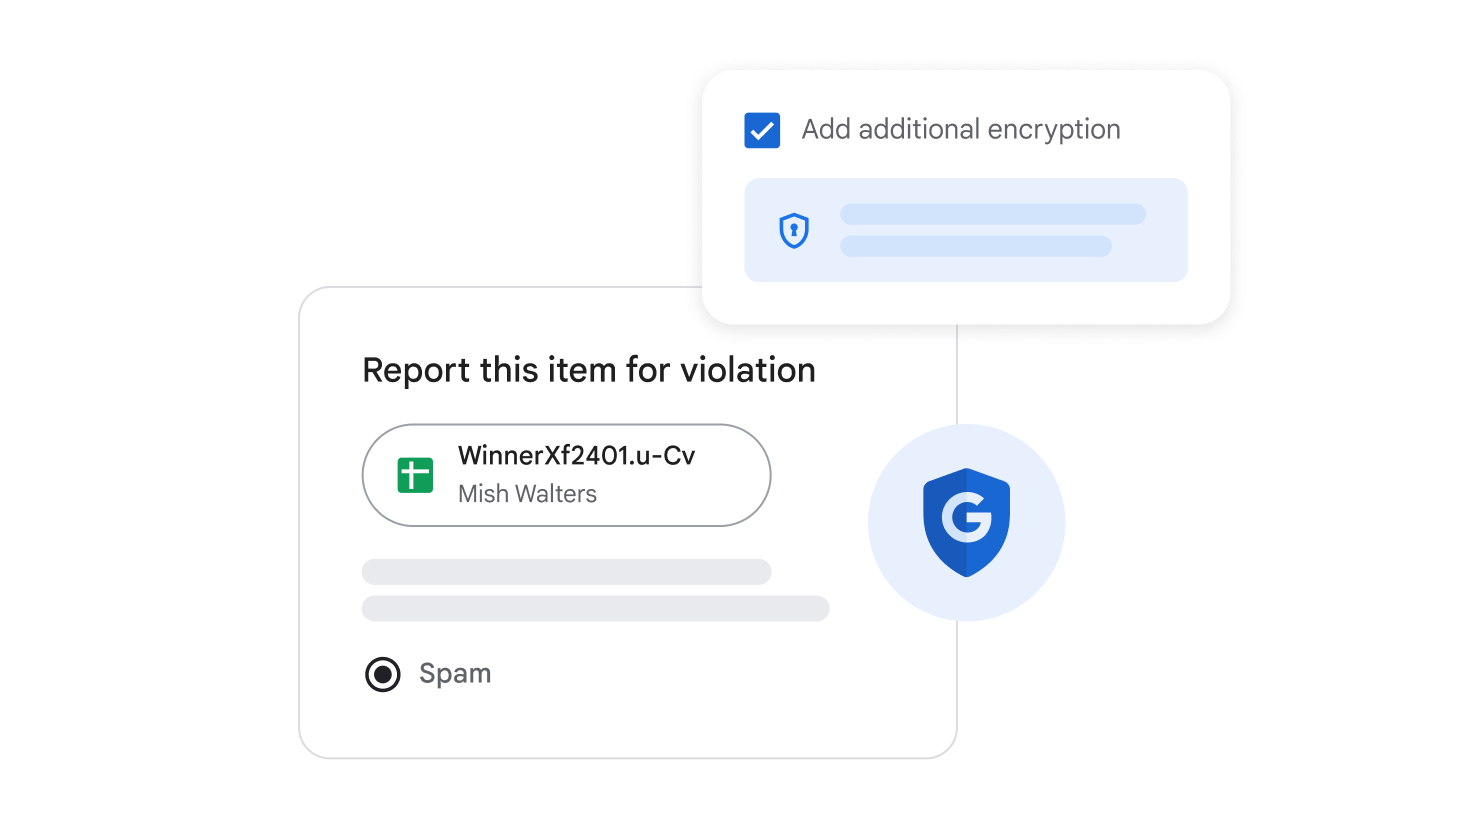 Add additional encryption
Report this item for violation
WinnerXf2401.u-Cv
Mish Walters
G
Spam